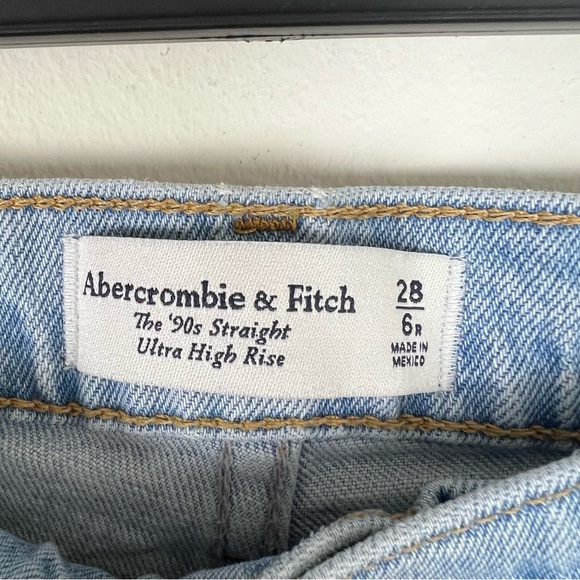 Abercrombie & Fitch
The '90s Straight
Ultra High Rise
28
6R
MADE IN
MEXICO